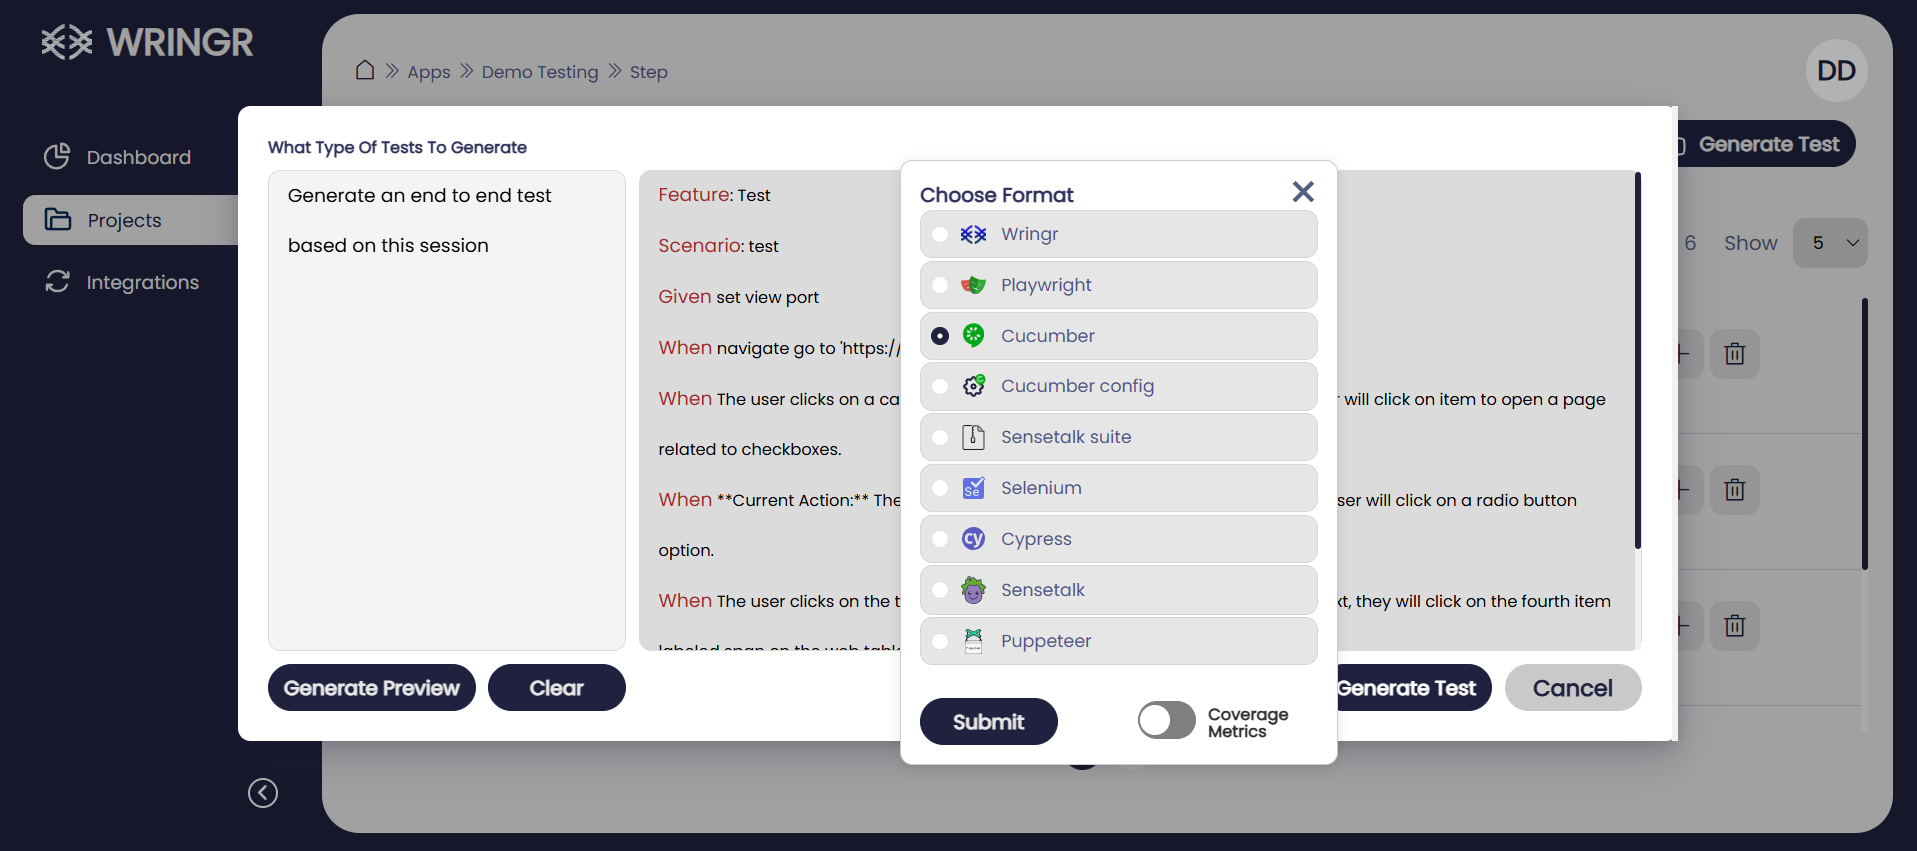 WRINGR
Apps
Demo Testing
Step
DD
Dashboard
Projects
Integrations
Generate Test
6 Show 5
What Type Of Tests To Generate
Generate an end to end test
based on this session
Feature: Test
Scenario: test
Given set view port
When navigate go to 'https://
When The user clicks on a ca
will click on item to open a page
related to checkboxes.
When **Current Action:** The
ser will click on a radio button
option.
When The user clicks on the t
xt, they will click on the fourth item
Choose Format
Wringr
Playwright
Cucumber
Cucumber config
Sensetalk suite
Selenium
Cypress
Sensetalk
Puppeteer
Submit
Coverage
Metrics
Generate Preview
Clear
Generate Test
Cancel